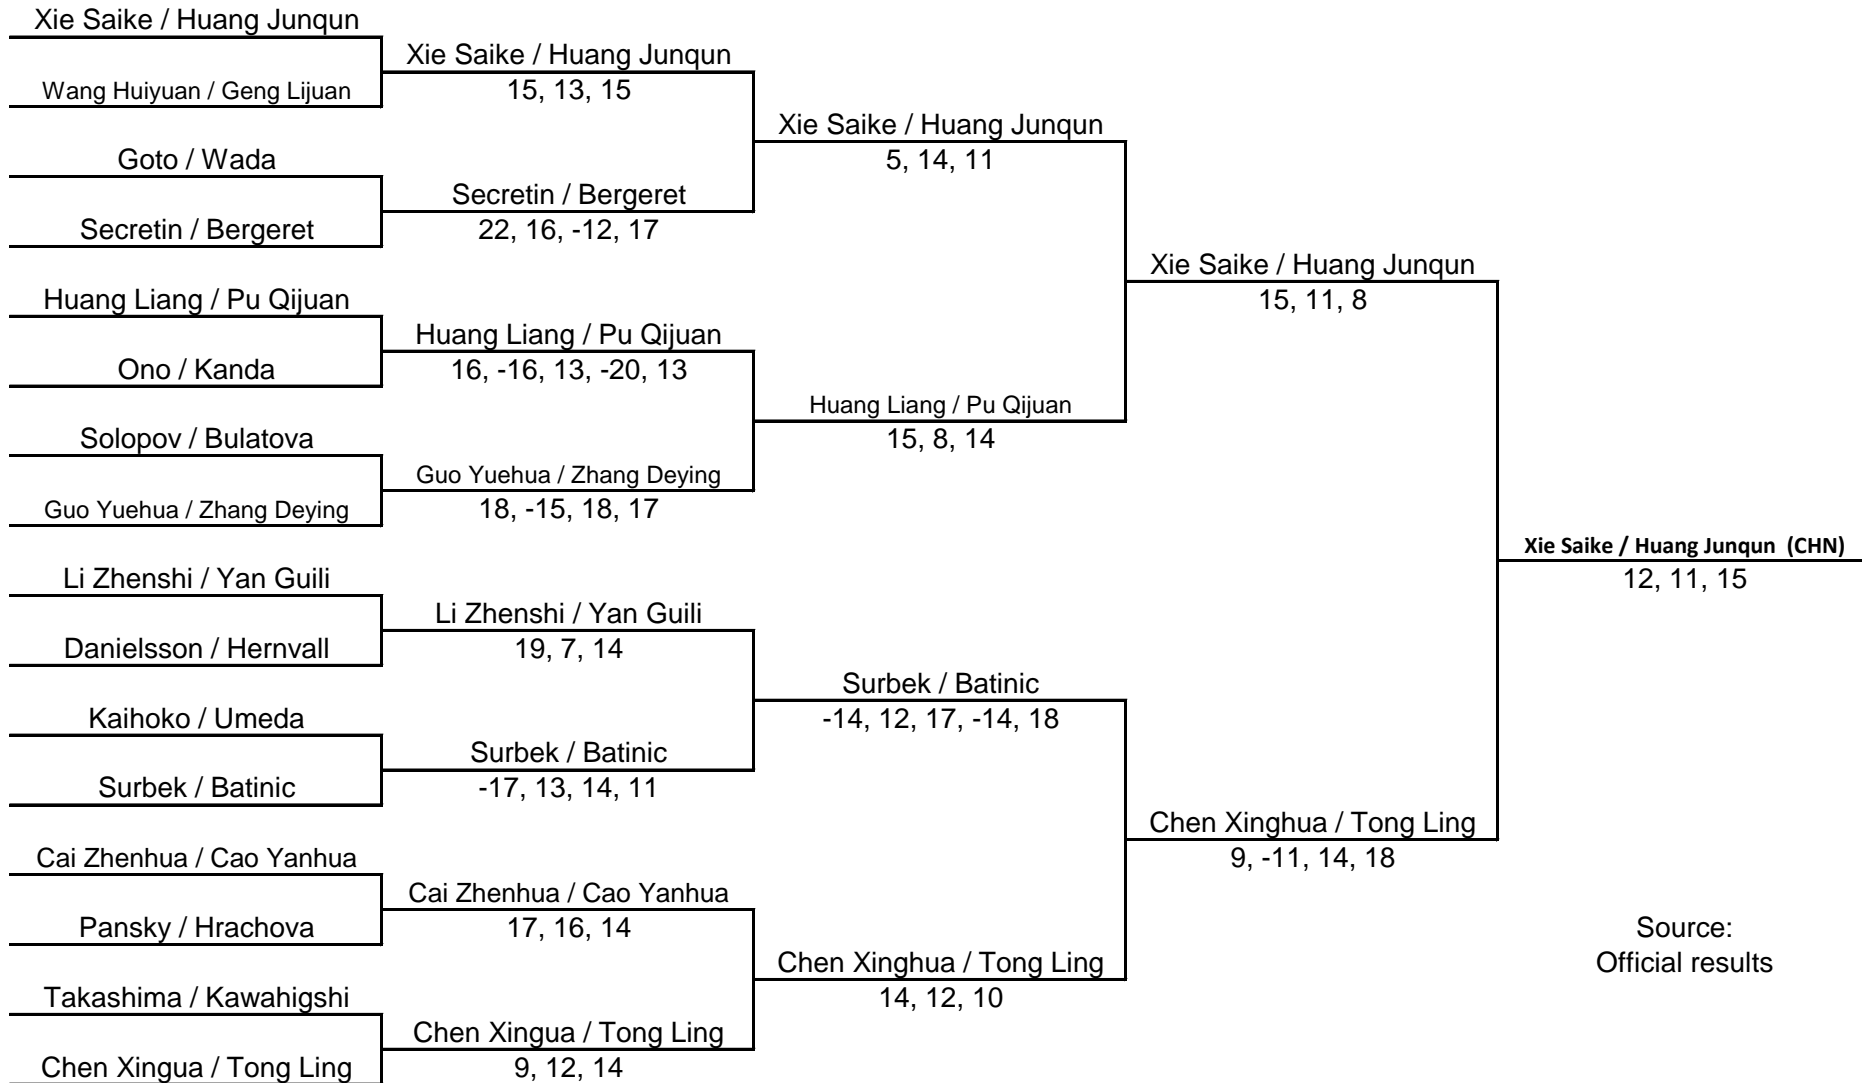 Xie Saike / Huang Junqun
Wang Huiyuan / Geng Lijuan
Goto / Wada
Secretin / Bergeret
Huang Liang / Pu Qijuan
Ono / Kanda
Solopov / Bulatova
Guo Yuehua / Zhang Deying
Li Zhenshi / Yan Guili
Danielsson / Hernvall
Kaihoko / Umeda
Surbek / Batinic
Cai Zhenhua / Cao Yanhua
Pansky / Hrachova
Takashima / Kawahigshi
Chen Xingua / Tong Ling
Xie Saike / Huang Junqun
15, 13, 15
Secretin / Bergeret
22, 16, -12, 17
Huang Liang / Pu Qijuan
16, -16, 13, -20, 13
Guo Yuehua / Zhang Deying
18, -15, 18, 17
Li Zhenshi / Yan Guili
19, 7, 14
Surbek / Batinic
-17, 13, 14, 11
Cai Zhenhua / Cao Yanhua
17, 16, 14
Chen Xingua / Tong Ling
9, 12, 14
Xie Saike / Huang Junqun
5, 14, 11
Huang Liang / Pu Qijuan
15, 8, 14
Surbek / Batinic
-14, 12, 17, -14, 18
Chen Xinghua / Tong Ling
14, 12, 10
Xie Saike / Huang Junqun
15, 11, 8
Chen Xinghua / Tong Ling
9, -11, 14, 18
Xie Saike / Huang Junqun (CHN)
12, 11, 15
Source:
Official results